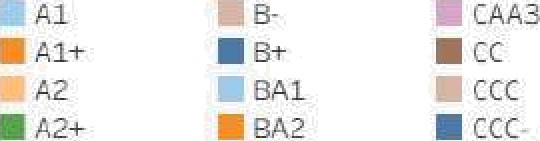 A1 B- CAA3
A1+ B+ CC
A2 BA1 CCC
A2+ BA2 CCC-